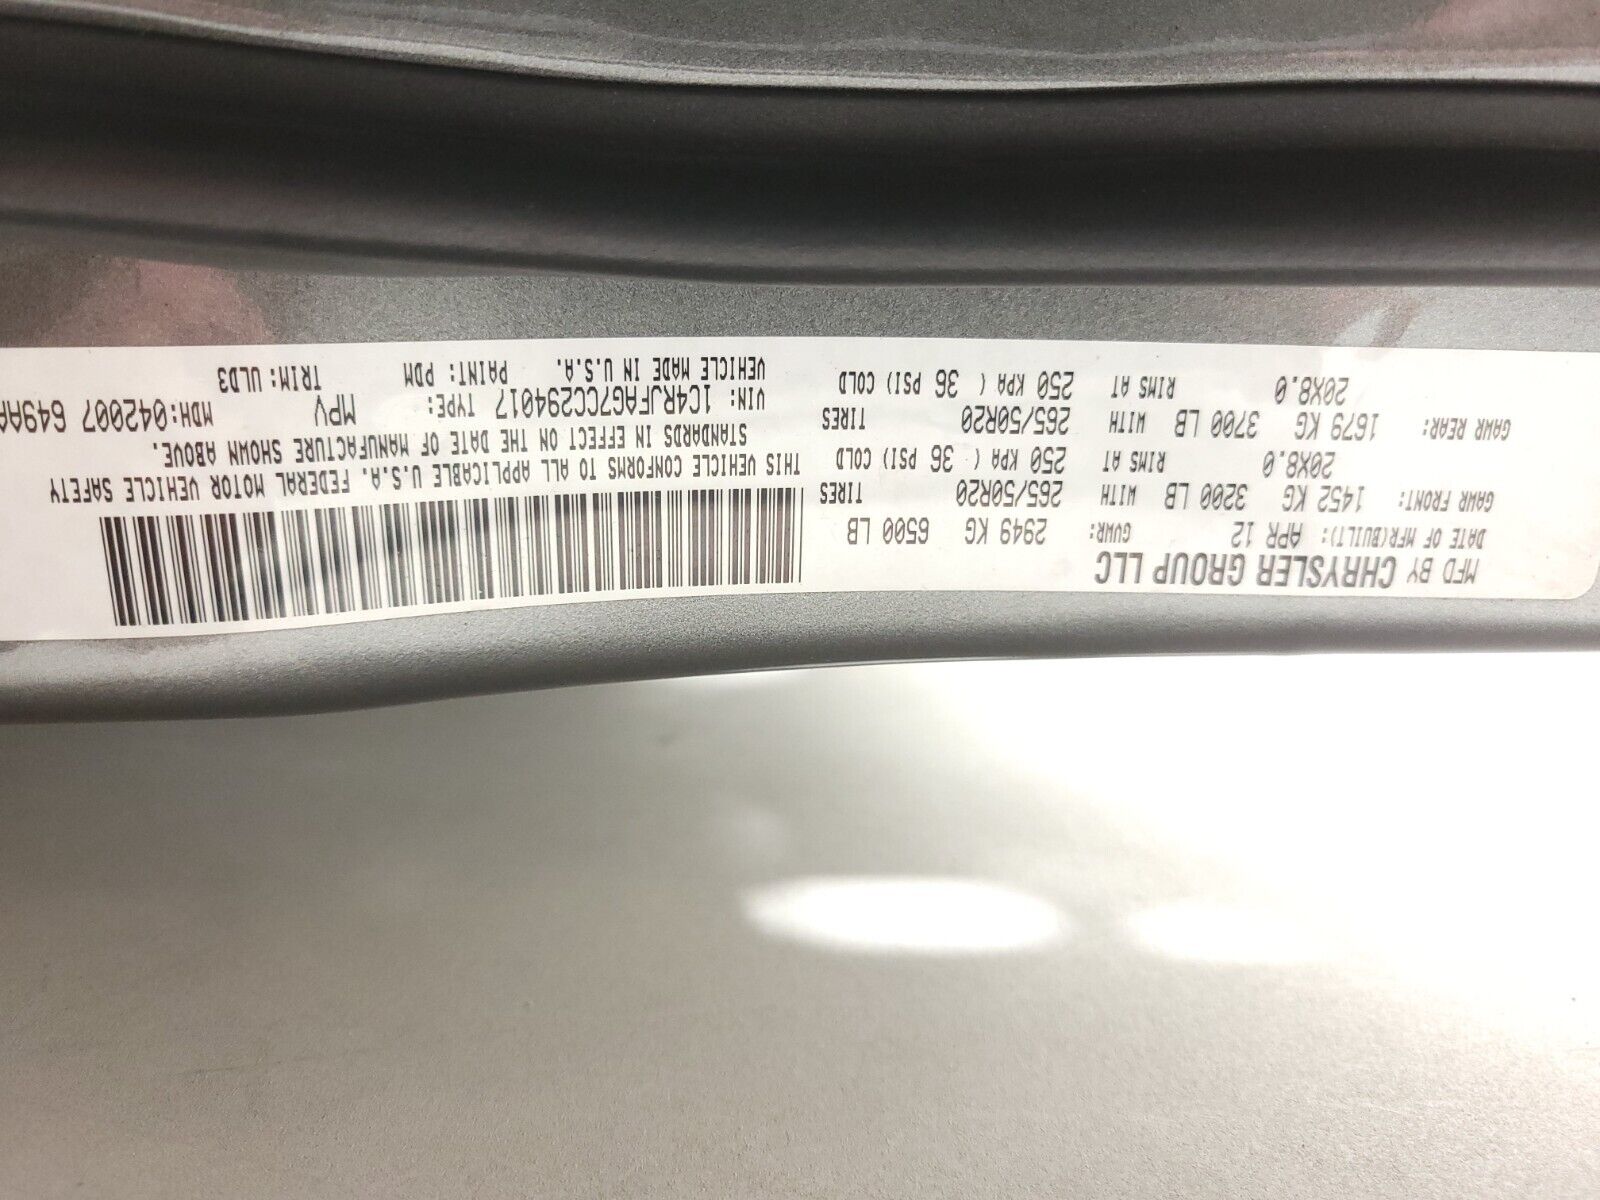 MFD BY CHRYSLER GROUP LLC
DATE OF MFR(BUILT): APR 12 GVWR: 2949 KG 6500 LB
GAWR FRONT: 1452 KG 3200 LB WITH 265/50R20 TIRES
20X8.0 RIMS AT 250 KPA ( 36 PSI) COLD
GAWR REAR: 1679 KG 3700 LB WITH 265/50R20 TIRES
20X8.0 RIMS AT 250 KPA ( 36 PSI) COLD
THIS VEHICLE CONFORMS TO ALL APPLICABLE U.S.A. FEDERAL MOTOR VEHICLE SAFETY
STANDARDS IN EFFECT ON THE DATE OF MANUFACTURE SHOWN ABOVE.
VIN: 1C4RJFAG7CC294017 TYPE: MPV MDH:042007 649AA
VEHICLE MADE IN U.S.A. PAINT: PDM TRIM: ULD3